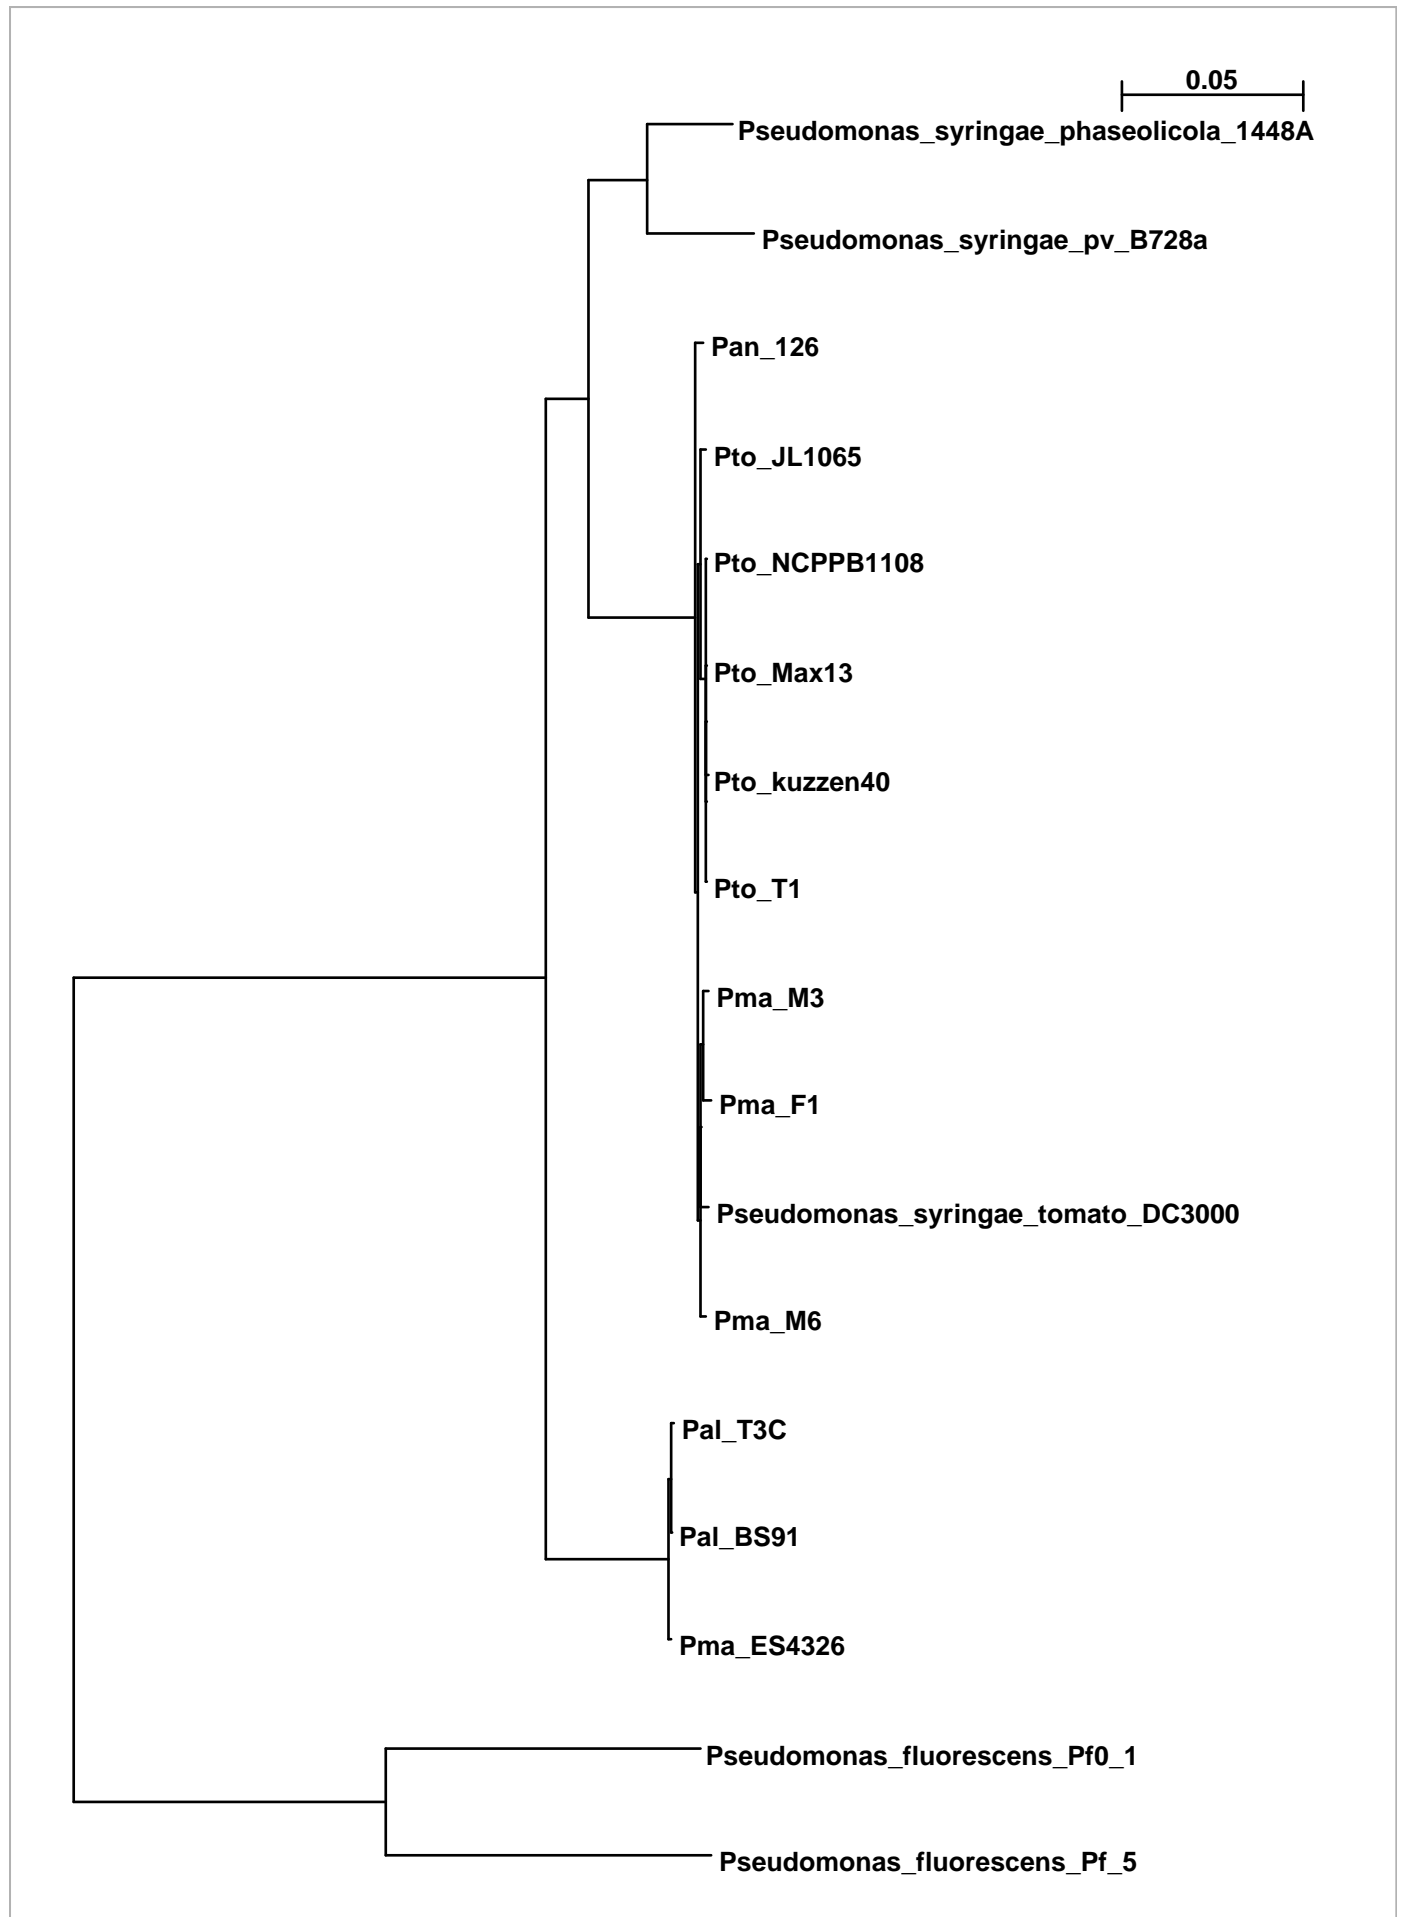 0.05
Pseudomonas_syringae_phaseolicola_1448A
Pseudomonas_syringae_pv_B728a
Pan_126
Pto_JL1065
Pto_NCPPB1108
Pto_Max13
Pto_kuzzen40
Pto_T1
Pma_M3
Pma_F1
Pseudomonas_syringae_tomato_DC3000
Pma_M6
Pal_T3C
Pal_BS91
Pma_ES4326
Pseudomonas_fluorescens_Pf0_1
Pseudomonas_fluorescens_Pf_5